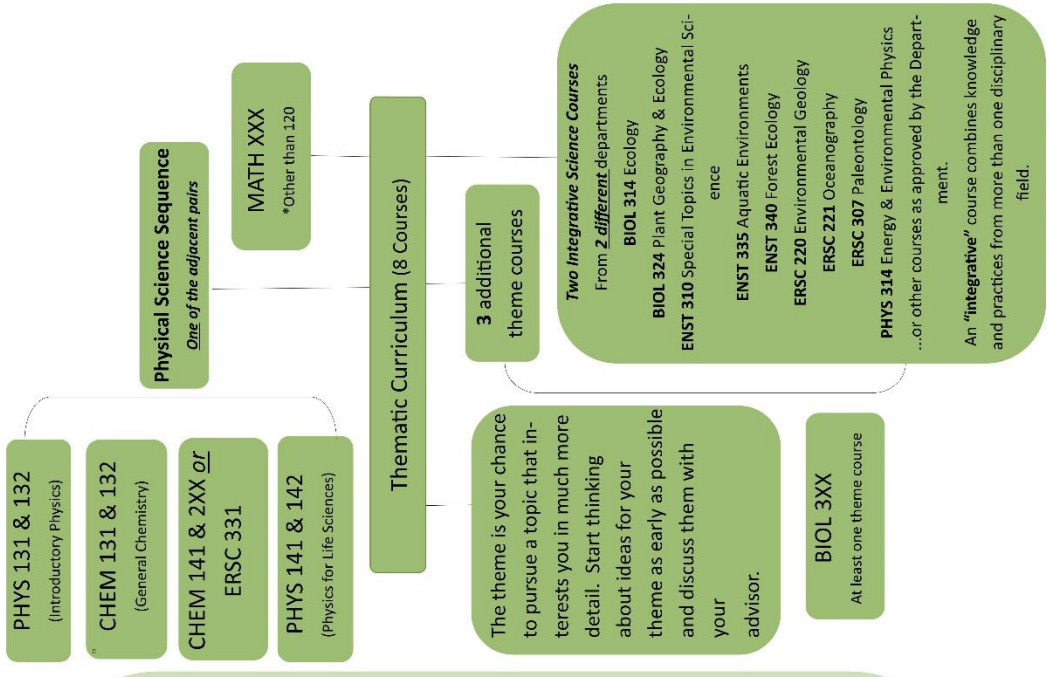 PHYS 131 & 132
(Introductory Physics)
CHEM 131 & 132
(General Chemistry)
CHEM 141 & 2XX or
ERSC 331
PHYS 141 & 142
(Physics for Life Sciences)
Physical Science Sequence
One of the adjacent pairs
MATH XXX
*Other than 120
Thematic Curriculum (8 Courses)
The theme is your chance
to pursue a topic that in-
terests you in much more
detail. Start thinking
about ideas for your
theme as early as possible
and discuss them with
your
advisor.
3 additional
theme courses
BIOL 3XX
At least one theme course
Two Integrative Science Courses
From 2 different departments
BIOL 314 Ecology
BIOL 324 Plant Geography & Ecology
ENST 310 Special Topics in Environmental Sci-
ence
ENST 335 Aquatic Environments
ENST 340 Forest Ecology
ERSC 220 Environmental Geology
ERSC 221 Oceanography
ERSC 307 Paleontology
PHYS 314 Energy & Environmental Physics
...or other courses as approved by the Depart-
ment.
An “integrative” course combines knowledge
and practices from more than one disciplinary
field.